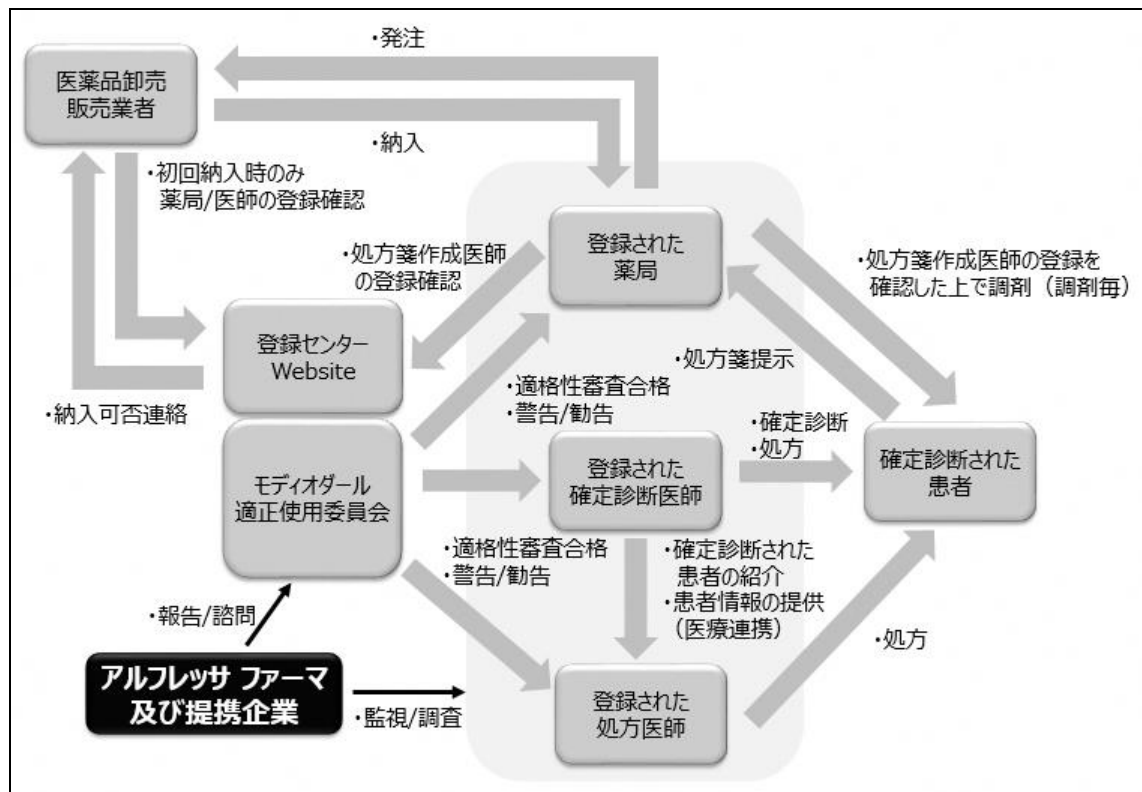 ・発注
医薬品卸売
販売業者
・納入
・初回納入時のみ
薬局/医師の登録確認
登録された
薬局
・処方箋作成医師
の登録確認
・処方箋作成医師の登録を
確認した上で調剤（調剤毎）
登録センター
Website
・処方箋提示
・納入可否連絡
・適格性審査合格
・警告/勧告
・確定診断
・処方
モディオダール
適正使用委員会
登録された
確定診断医師
確定診断された
患者
・適格性審査合格
・警告/勧告
・確定診断された
患者の紹介
・患者情報の提供
（医療連携）
・報告/諮問
・処方
アルフレッサ ファーマ
及び提携企業
・監視/調査
登録された
処方医師